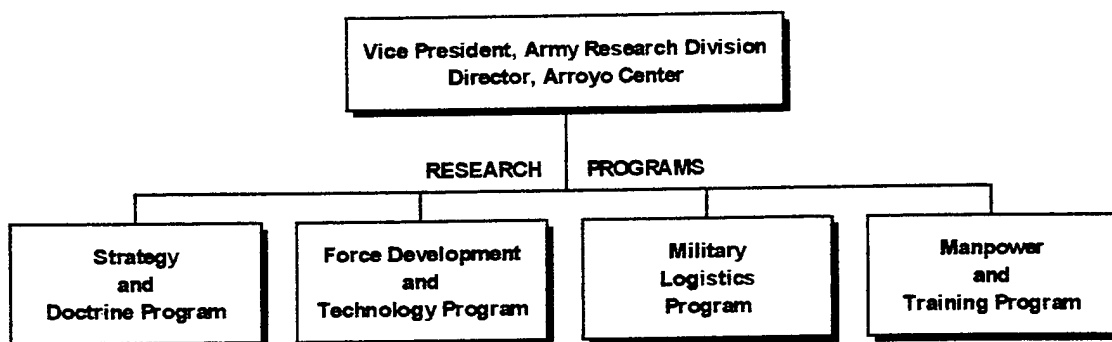 Vice President, Army Research Division
Director, Arroyo Center
RESEARCH PROGRAMS
Strategy
and
Doctrine Program
Force Development
and
Technology Program
Military
Logistics
Program
Manpower
and
Training Program